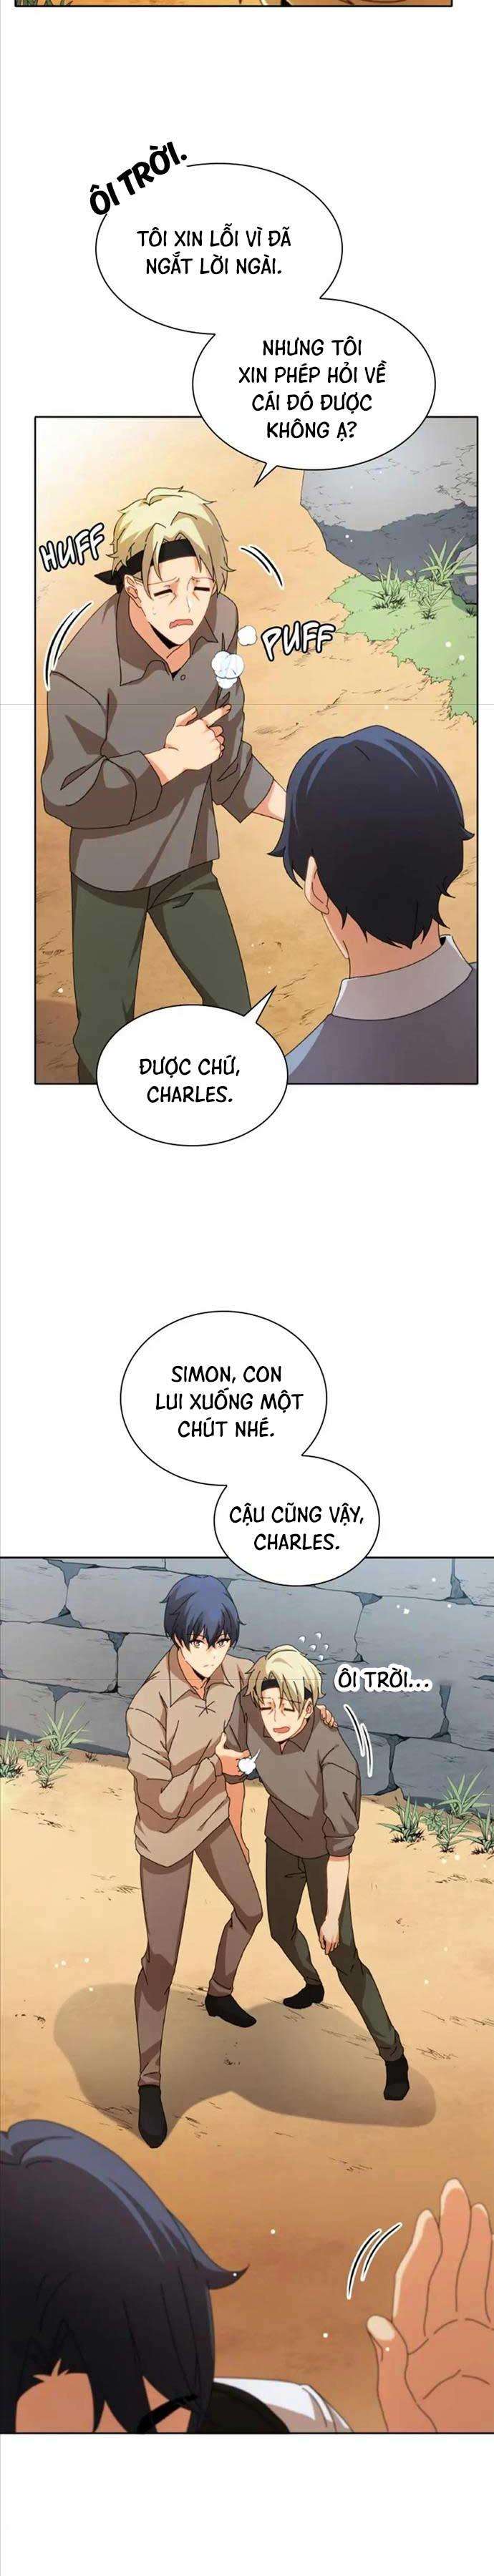 ÔI TRỜI.
TÔI XIN LỖI VÌ ĐÃ
NGẮT LỜI NGÀI.
NHƯNG TÔI
XIN PHÉP HỎI VỀ
CÁI ĐÓ ĐƯỢC
KHÔNG Ạ?
HUFF
PUFF
ĐƯỢC CHỨ,
CHARLES.
SIMON, CON
LUI XUỐNG MỘT
CHÚT NHÉ.
CẬU CŨNG VẬY,
CHARLES.
ÔI TRỜI...